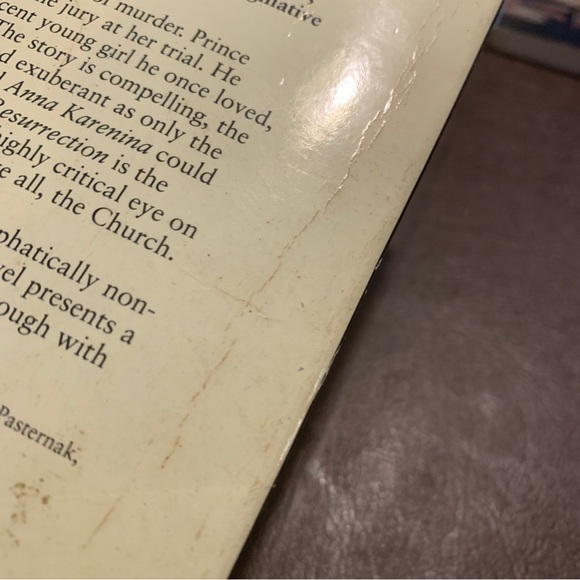 of murder. Prince
the jury at her trial. He
cent young girl he once loved,
The story is compelling, the
d exuberant as only the
Anna Karenina could
Resurrection is the
highly critical eye on
e all, the Church.
phatically non-
vel presents a
ough with
Pasternak,